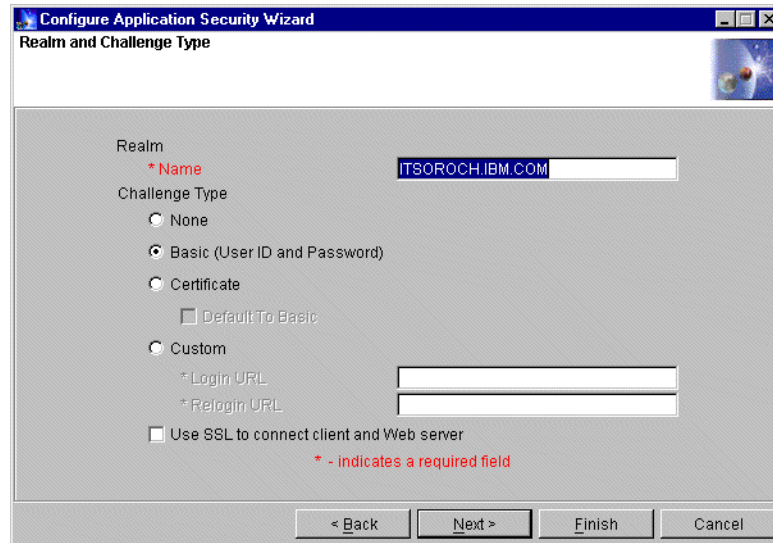 Configure Application Security Wizard
Realm and Challenge Type
Realm
* Name ITSOROCH.IBM.COM
Challenge Type
None
Basic (User ID and Password)
Certificate
Default To Basic
Custom
* Login URL
* Relogin URL
Use SSL to connect client and Web server
* - indicates a required field
< Back Next > Finish Cancel